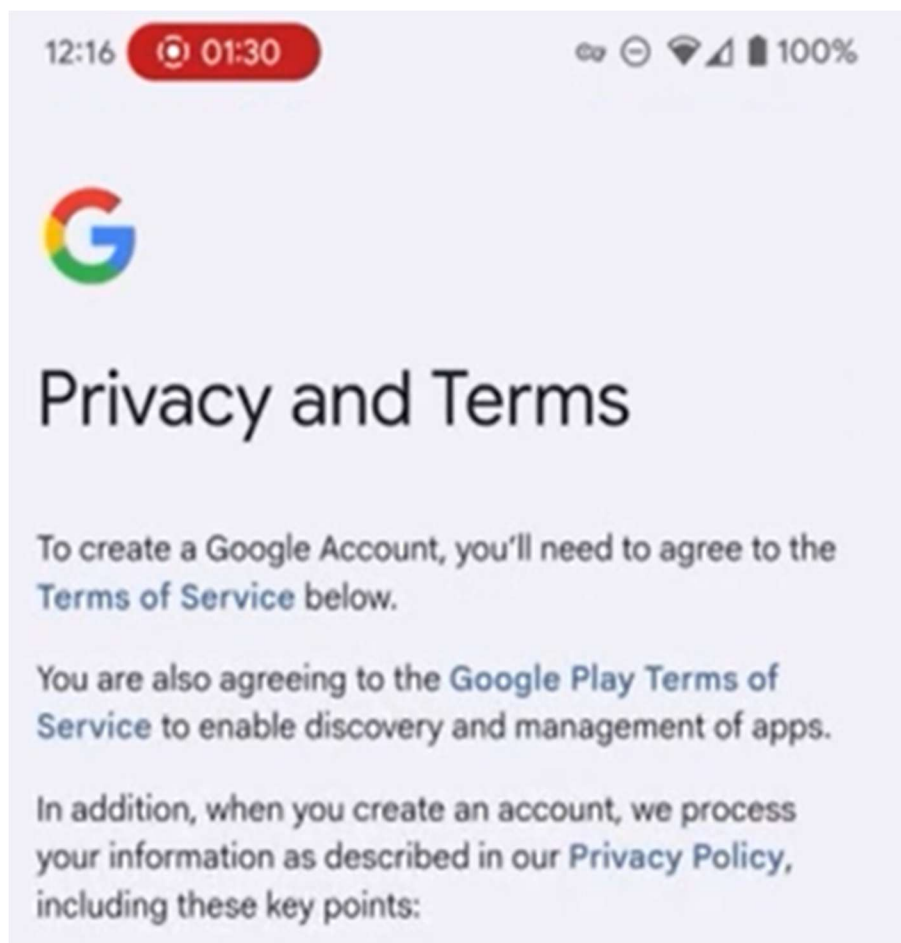 12:16 01:30 100%
Privacy and Terms
To create a Google Account, you'll need to agree to the
Terms of Service below.
You are also agreeing to the Google Play Terms of
Service to enable discovery and management of apps.
In addition, when you create an account, we process
your information as described in our Privacy Policy,
including these key points: